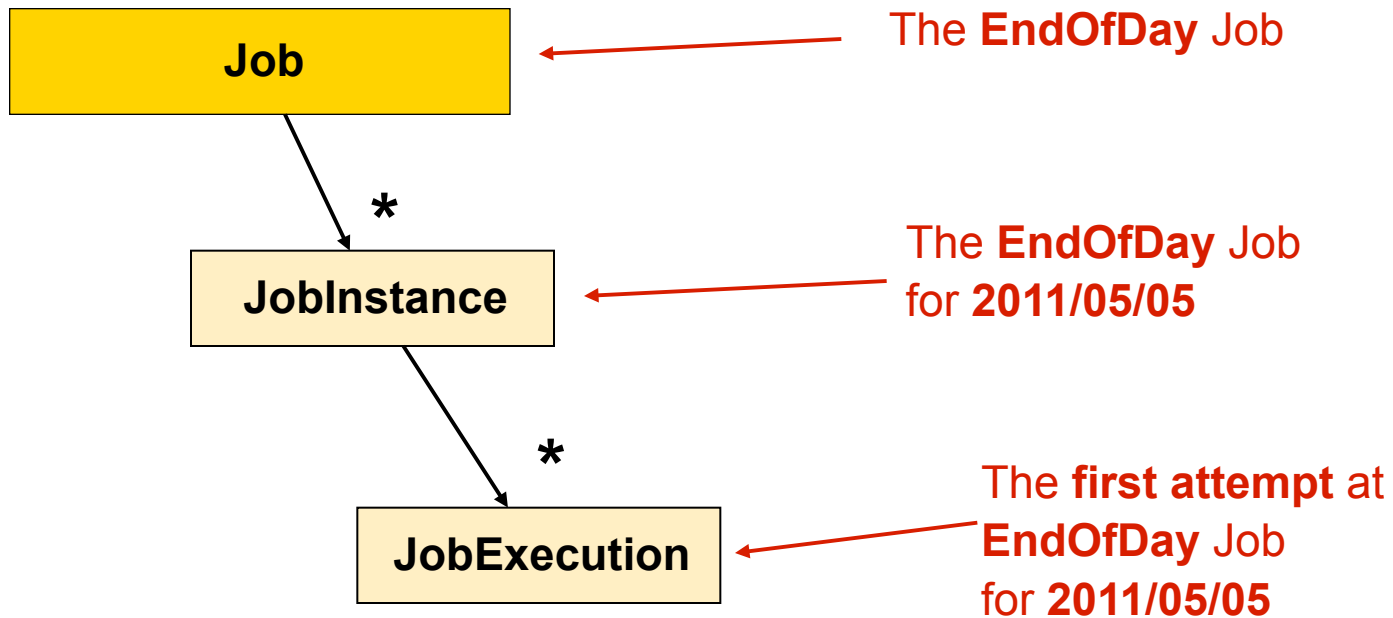 Job
The EndOfDay Job
*
JobInstance
The EndOfDay Job
for 2011/05/05
*
JobExecution
The first attempt at
EndOfDay Job
for 2011/05/05